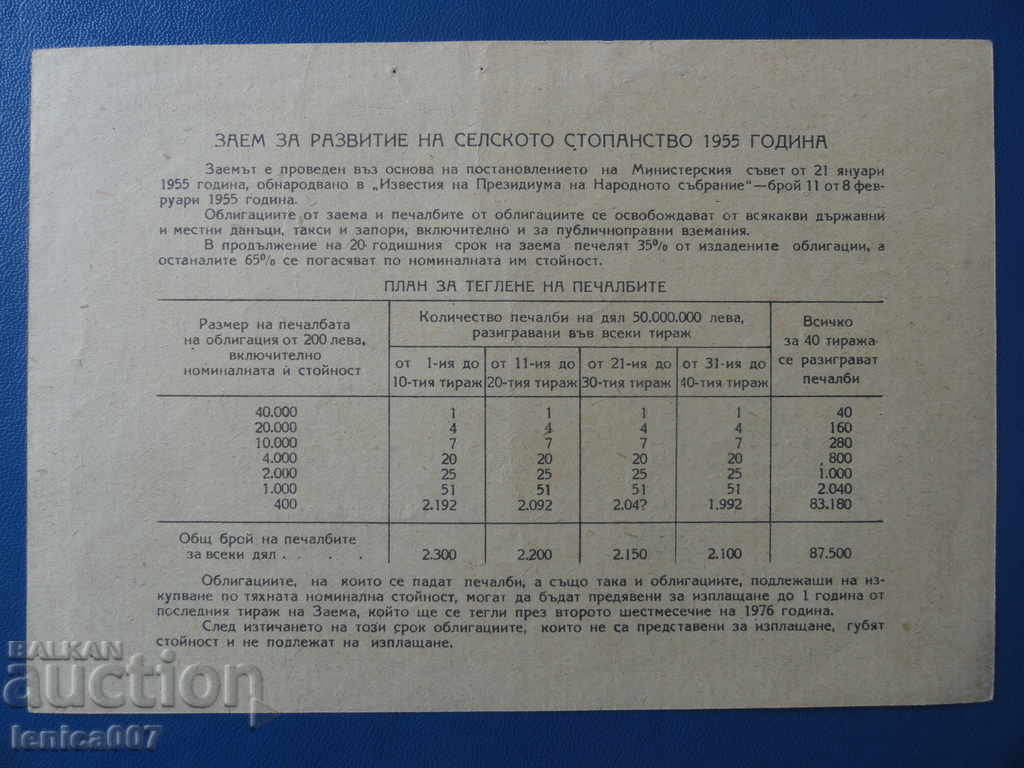 ЗАЕМ ЗА РАЗВИТИЕ НА СЕЛСКОТО СТОПАНСТВО 1955 ГОДИНА
Заемът е проведен въз основа на постановлението на Министерския съвет от 21 януари
1955 година, обнародвано в „Известия на Президиума на Народното събрание“—брой 11 от 8 фев-
руари 1955 година.
Облигациите от заема и печалбите от облигациите се освобождават от всякакви държавни
и местни данъци, такси и запори, включително и за публичноправни вземания.
В продължение на 20-годишния срок на заема печелят 35% от издадените облигации, а
останалите 65% се погасяват по номиналната им стойност.
ПЛАН ЗА ТЕГЛЕНЕ НА ПЕЧАЛБИТЕ
Размер на печалбата
на облигация от 200 лева,
включително
номиналната ѝ стойност
Количество печалби на дял 50.000.000 лева,
разигравани във всеки тираж
от 1-ия до
10-тия тираж
от 11-ия до
20-тия тираж
от 21-ия до
30-тия тираж
от 31-ия до
40-тия тираж
Всичко
за 40 тиража
се разиграват
печалби
40.000 1 1 1 1 40
20.000 4 4 4 4 160
10.000 7 7 7 7 280
4.000 20 20 20 20 800
2.000 25 25 25 25 1.000
1.000 51 51 51 51 2.040
400 2.192 2.092 2.042 1.992 83.180
Общ брой на печалбите
за всеки дял . . . . 2.300 2.200 2.150 2.100 87.500
Облигациите, на които се падат печалби, а също така и облигациите, подлежащи на из-
купване по тяхната номинална стойност, могат да бъдат предявени за изплащане до 1 година от
последния тираж на Заема, който ще се тегли през второто шестмесечие на 1976 година.
След изтичането на този срок облигациите, които не са представени за изплащане, губят
стойност и не подлежат на изплащане.
BALKAN
auction
lenica007